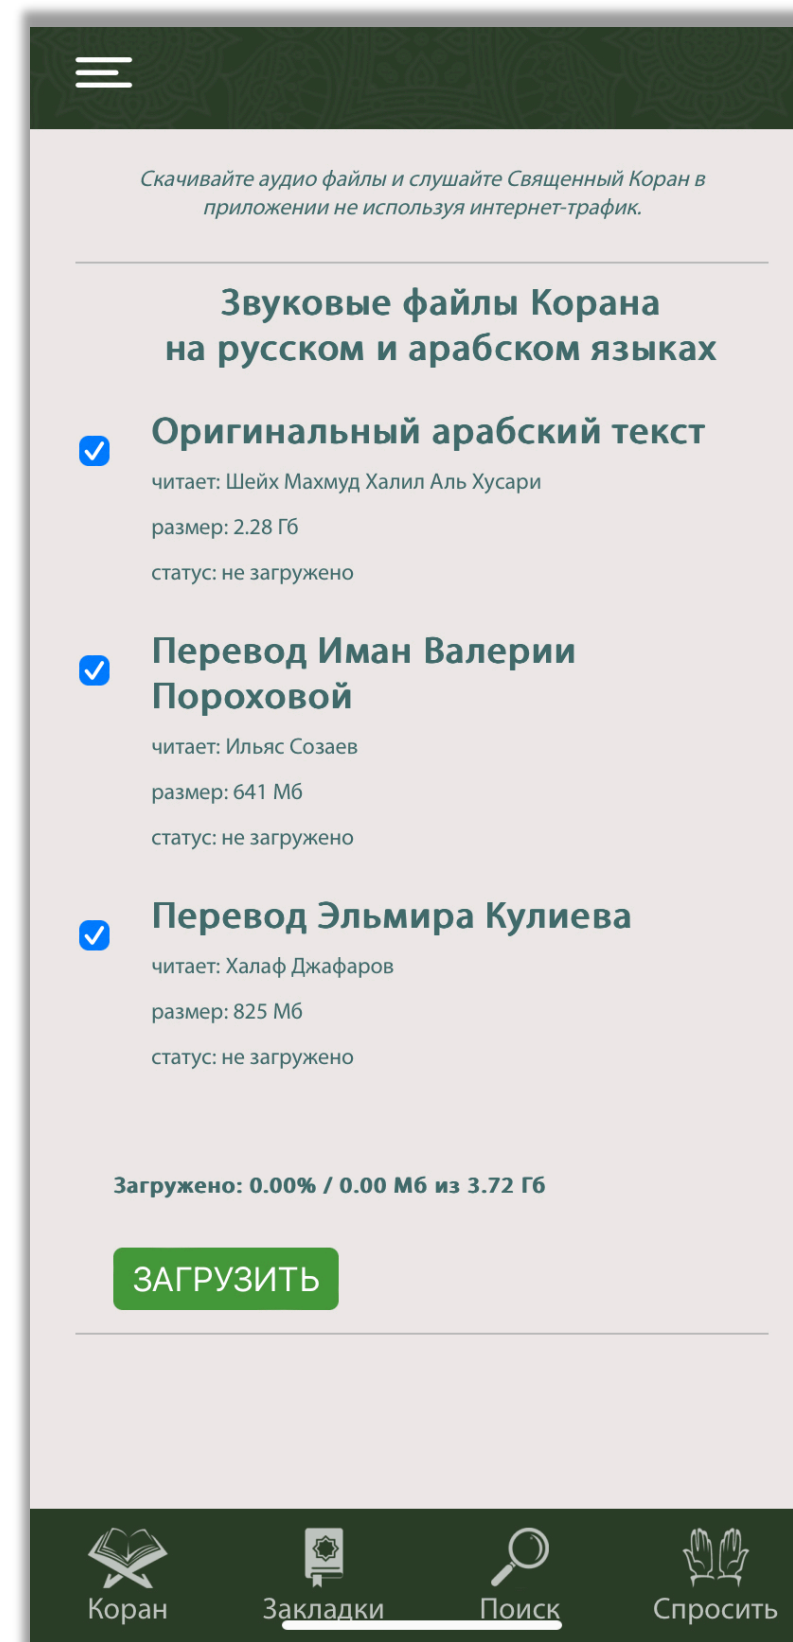 Скачивайте аудио файлы и слушайте Священный Коран в
приложении не используя интернет-трафик.
Звуковые файлы Корана
на русском и арабском языках
Оригинальный арабский текст
читает: Шейх Махмуд Халил Аль Хусари
размер: 2.28 Гб
статус: не загружено
Перевод Иман Валерии
Пороховой
читает: Ильяс Созаев
размер: 641 Мб
статус: не загружено
Перевод Эльмира Кулиева
читает: Халаф Джафаров
размер: 825 Мб
статус: не загружено
Загружено: 0.00% / 0.00 Мб из 3.72 Гб
ЗАГРУЗИТЬ
Коран Закладки Поиск Спросить